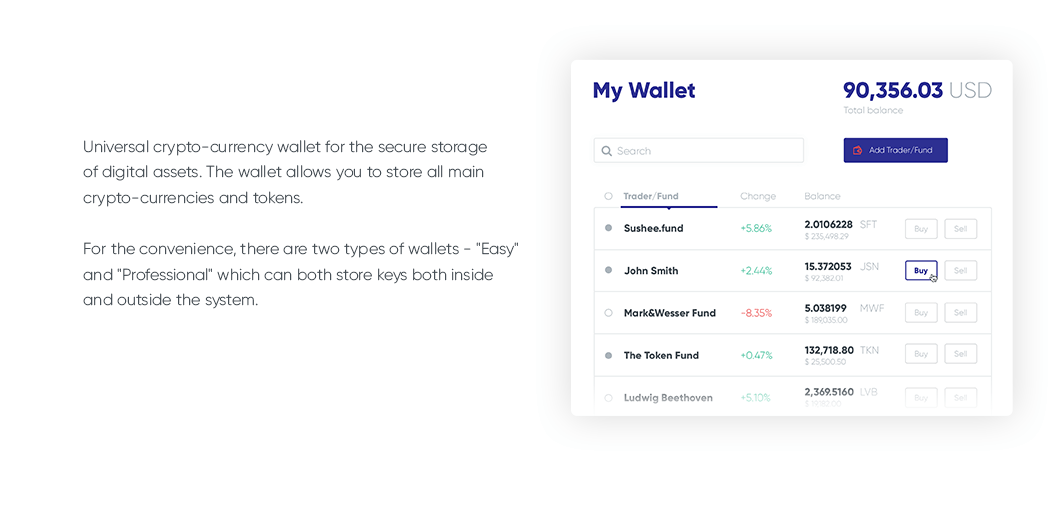 Universal crypto-currency wallet for the secure storage
of digital assets. The wallet allows you to store all main
crypto-currencies and tokens.
For the convenience, there are two types of wallets - "Easy"
and "Professional" which can both store keys both inside
and outside the system.
My Wallet 90,356.03 USD
Total balance
Search Add Trader/Fund
Trader/Fund Change Balance
Sushee.fund +5.86% 2.0106228 SFT Buy Sell
$ 235,498.29
John Smith +2.44% 15.372053 JSN Buy Sell
$ 92,382.01
Mark&Wesser Fund -8.35% 5.038199 MWF Buy Sell
$ 189,035.00
The Token Fund +0.47% 132,718.80 TKN Buy Sell
$ 25,500.50
Ludwig Beethoven +5.10% 2,369.5160 LVB Buy Sell